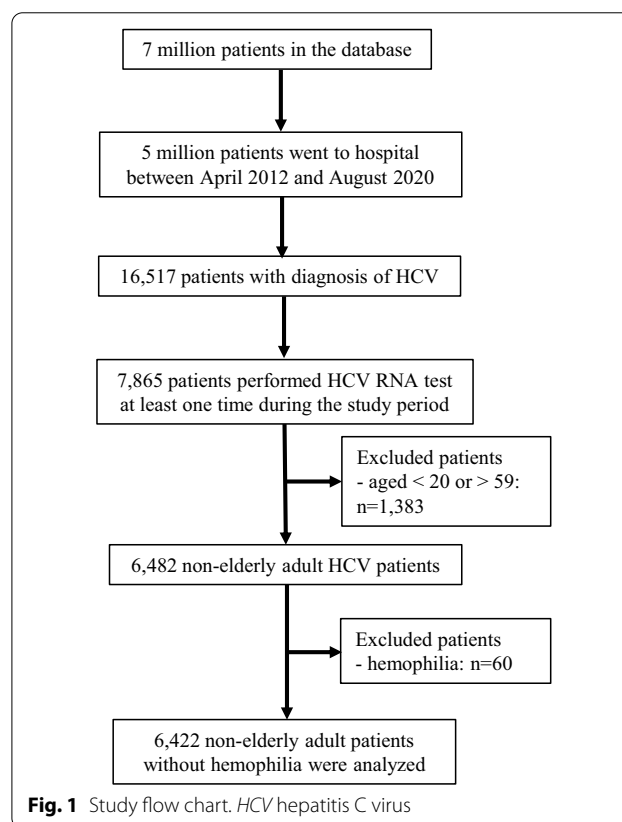 7 million patients in the database
5 million patients went to hospital
between April 2012 and August 2020
16,517 patients with diagnosis of HCV
7,865 patients performed HCV RNA test
at least one time during the study period
Excluded patients
- aged < 20 or > 59:
n=1,383
6,482 non-elderly adult HCV patients
Excluded patients
- hemophilia: n=60
6,422 non-elderly adult patients
without hemophilia were analyzed
Fig. 1 Study flow chart. HCV hepatitis C virus